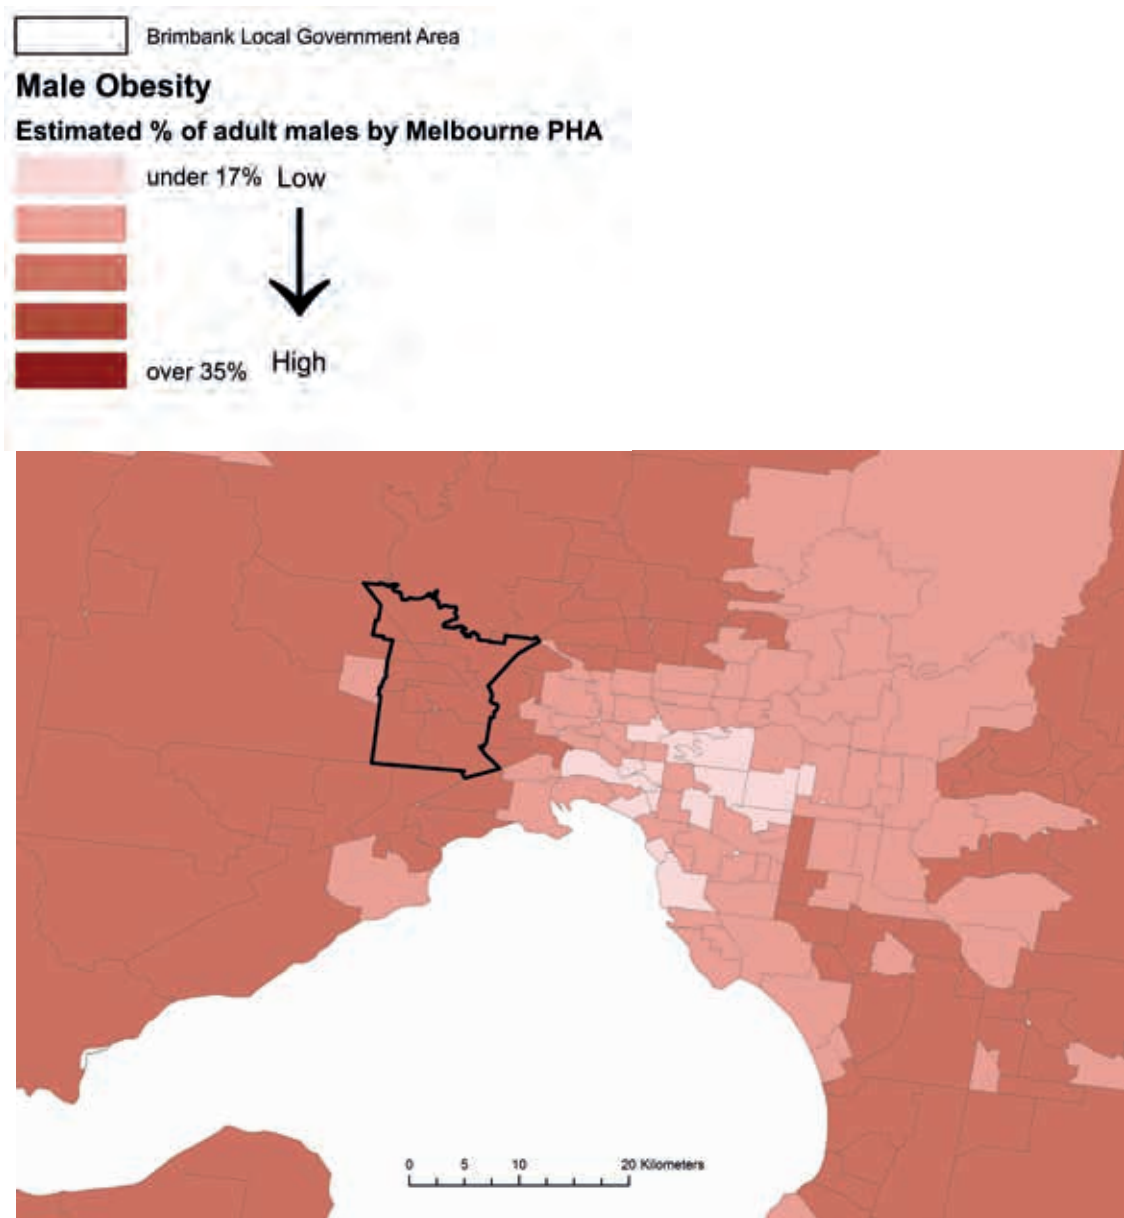 Brimbank Local Government Area
Male Obesity
Estimated % of adult males by Melbourne PHA
under 17% Low
over 35% High
0 5 10 20 Kilometers